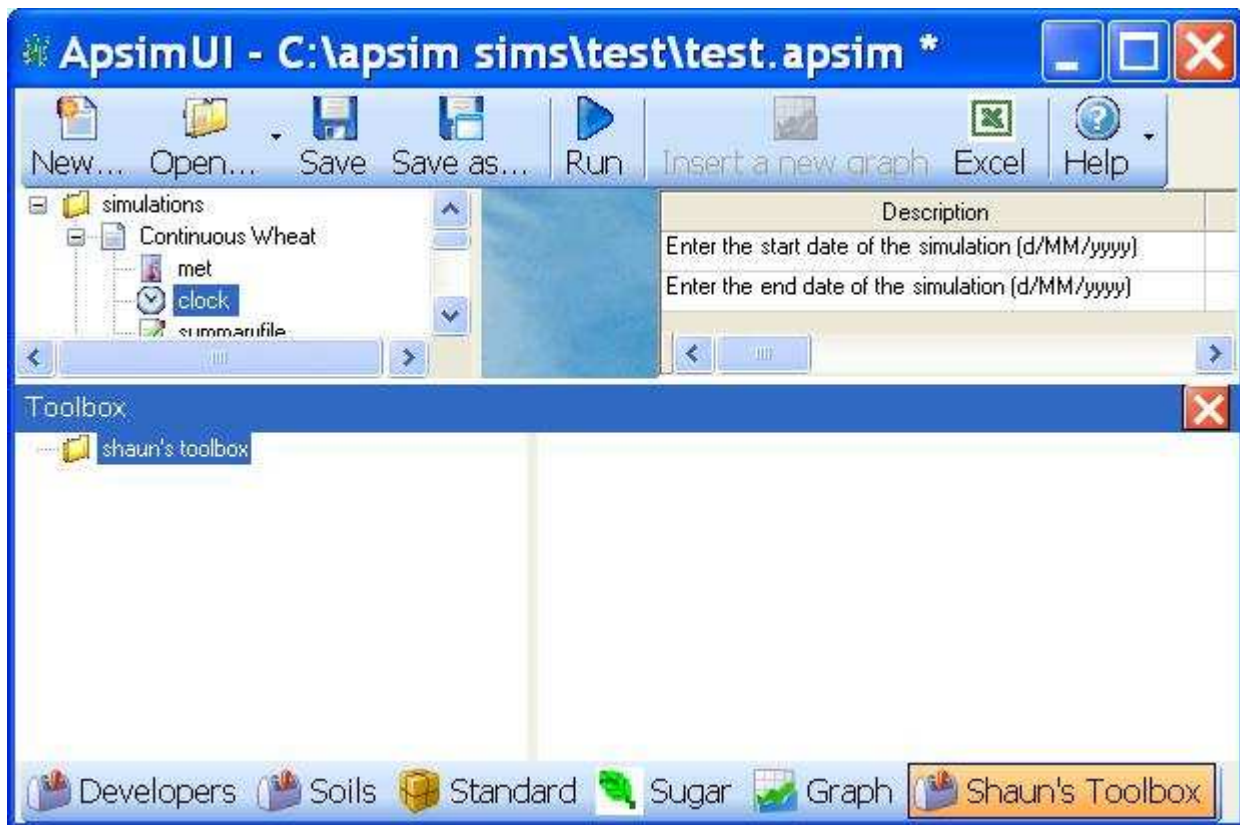 ApsimUI - C:\apsim sims\test\test.apsim *
New... Open... Save Save as... Run Insert a new graph Excel Help
simulations
Continuous Wheat
met
clock
summaryfile
Description
Enter the start date of the simulation (d/MM/yyyy)
Enter the end date of the simulation (d/MM/yyyy)
Toolbox
shaun's toolbox
Developers Soils Standard Sugar Graph Shaun's Toolbox